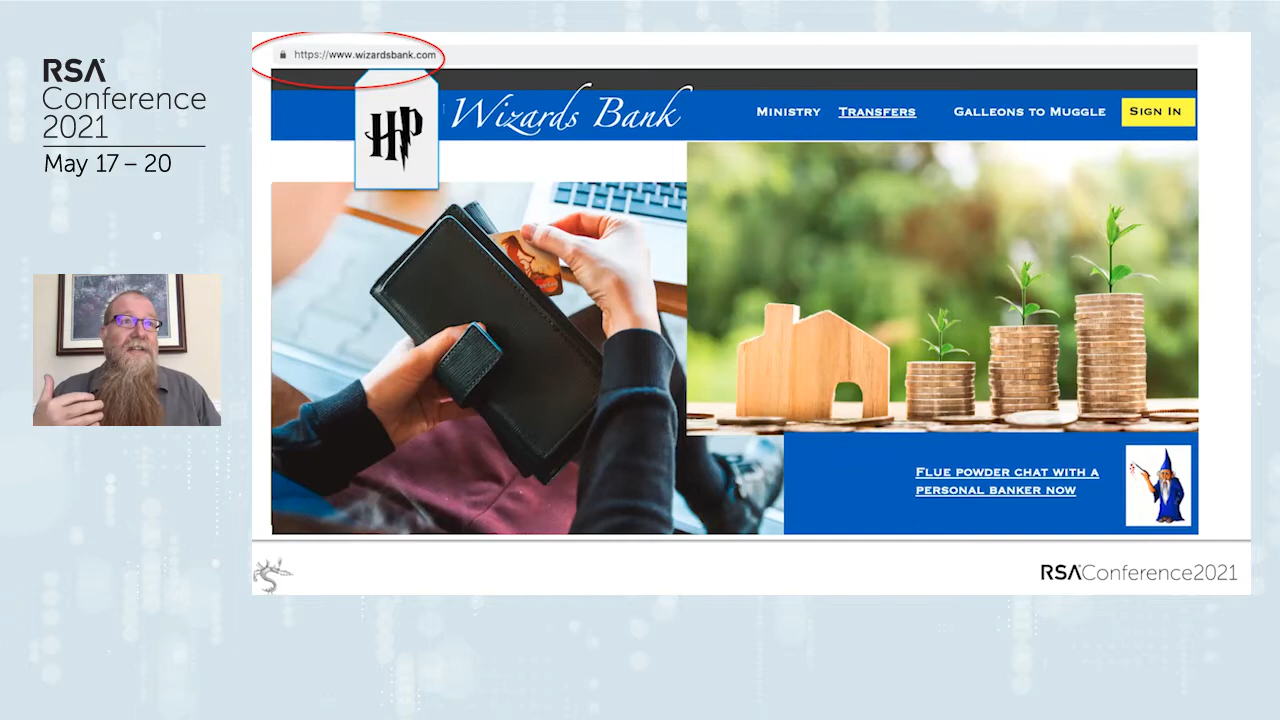 RSA
Conference
2021
May 17 – 20
https://www.wizardsbank.com
HP
Wizards Bank
MINISTRY
TRANSFERS
GALLEONS TO MUGGLE
SIGN IN
FLUE POWDER CHAT WITH A
PERSONAL BANKER NOW
RSAConference2021